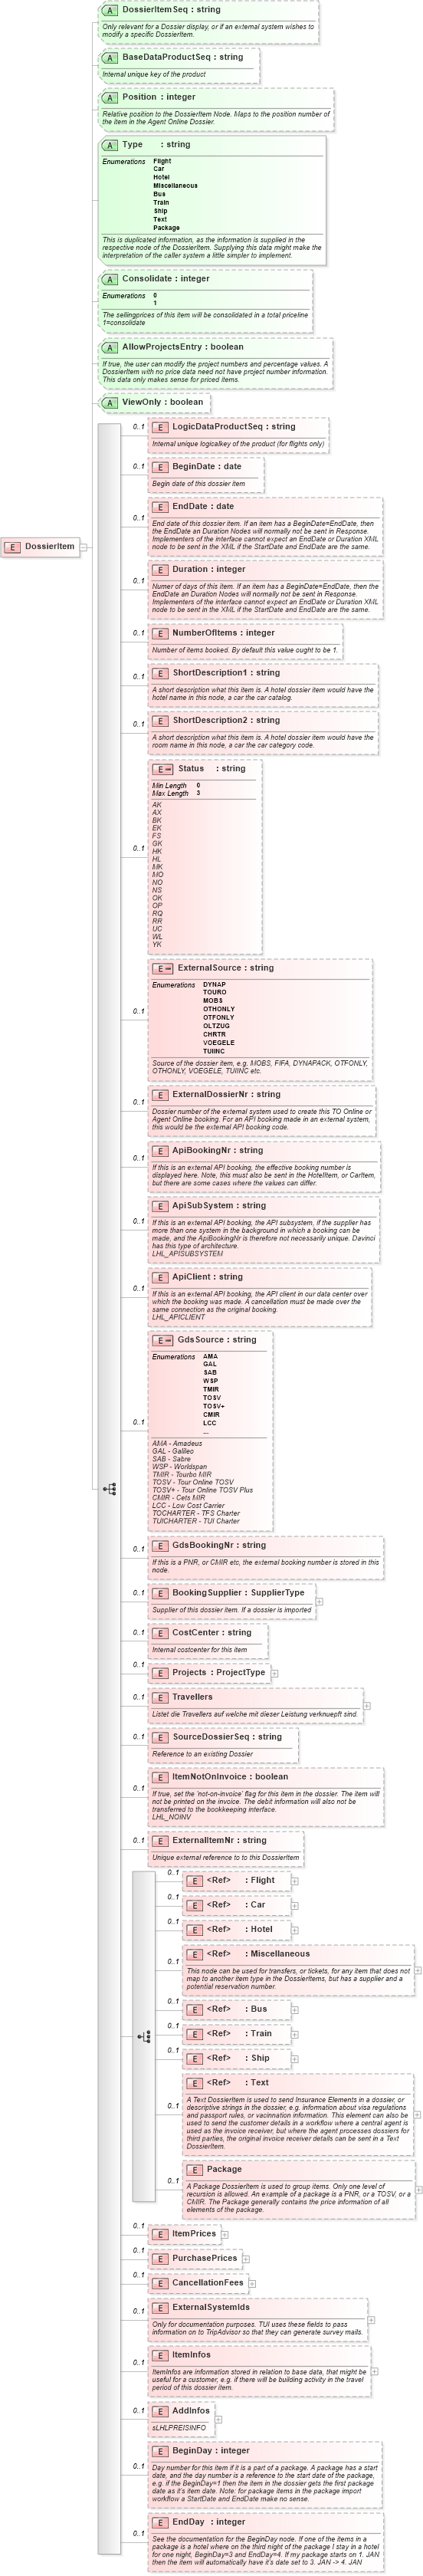 A DossierItemSeq : string
Only relevant for a Dossier display, or if an external system wishes to
modify a specific DossierItem.
A BaseDataProductSeq : string
Internal unique key of the product
A Position : integer
Relative position to the DossierItem Node. Maps to the position number of
the item in the Agent Online Dossier.
A Type : string
Enumerations Flight
Car
Hotel
Miscellaneous
Bus
Train
Ship
Text
Package
This is duplicated information, as the information is supplied in the
respective node of the DossierItem. Supplying this data might make the
interpretation of the caller system a little simpler to implement.
A Consolidate : integer
Enumerations 0
1
The sellingprices of this item will be consolidated in a total priceline
1=consolidate
A AllowProjectsEntry : boolean
If true, the user can modify the project numbers and percentage values. A
DossierItem with no price data need not have project number information.
This data only makes sense for priced items.
A ViewOnly : boolean
0..1 E LogicDataProductSeq : string
Internal unique logicalkey of the product (for flights only)
0..1 E BeginDate : date
Begin date of this dossier item
0..1 E EndDate : date
End date of this dossier item. If an item has a BeginDate=EndDate, then
the EndDate an Duration Nodes will normally not be sent in Response.
Implementers of the interface cannot expect an EndDate or Duration XML
node to be sent in the XML if the StartDate and EndDate are the same.
E DossierItem
0..1 E Duration : integer
Numer of days of this item. If an item has a BeginDate=EndDate, then the
EndDate an Duration Nodes will normally not be sent in Response.
Implementers of the interface cannot expect an EndDate or Duration XML
node to be sent in the XML if the StartDate and EndDate are the same.
0..1 E NumberOfItems : integer
Number of items booked. By default this value ought to be 1.
0..1 E ShortDescription1 : string
A short description what this item is. A hotel dossier item would have the
hotel name in this node, a car the car catalog.
0..1 E ShortDescription2 : string
A short description what this item is. A hotel dossier item would have the
room name in this node, a car the car category code.
0..1 E Status : string
Min Length 0
Max Length 3
AK
AX
BK
EK
FS
GK
HK
HL
MK
MO
NO
NS
OK
OP
RQ
RR
UC
WL
YK
0..1 E ExternalSource : string
Enumerations DYNAP
TOURO
MOBS
OTHONLY
OTFONLY
OLTZUG
CHRTR
VOEGELE
TUIINC
Source of the dossier item, e.g. MOBS, FIFA, DYNAPACK, OTFONLY,
OTHONLY, VOEGELE, TUIINC etc.
0..1 E ExternalDossierNr : string
Dossier number of the external system used to create this TO Online or
Agent Online booking. For an API booking made in an external system,
this would be the external API booking code.
0..1 E ApiBookingNr : string
If this is an external API booking, the effective booking number is
displayed here. Note, this must also be sent in the HotelItem, or CarItem,
but there are some cases where the values can differ.
0..1 E ApiSubSystem : string
If this is an external API booking, the API subsystem, if the supplier has
more than one system in the background in which a booking can be
made, and the ApiBookingNr is therefore not necessarily unique. Davinci
has this type of architecture.
LHL_APISUBSYSTEM
0..1 E ApiClient : string
If this is an external API booking, the API client in our data center over
which the booking was made. A cancellation must be made over the
same connection as the original booking.
LHL_APICLIENT
0..1 E GdsSource : string
Enumerations AMA
GAL
SAB
WSP
TMIR
TOSV
TOSV+
CMIR
LCC
...
AMA - Amadeus
GAL - Galileo
SAB - Sabre
WSP - Worldspan
TMIR - Tourbo MIR
TOSV - Tour Online TOSV
TOSV+ - Tour Online TOSV Plus
CMIR - Cets MIR
LCC - Low Cost Carrier
TOCHARTER - TFS Charter
TUICHARTER - TUI Charter
0..1 E GdsBookingNr : string
If this is a PNR, or CMIR etc, the external booking number is stored in this
node.
0..1 E BookingSupplier : SupplierType
Supplier of this dossier item. If a dossier is imported
0..1 E CostCenter : string
Internal costcenter for this item
0..1 E Projects : ProjectType
0..1 E Travellers
Listet die Travellers auf welche mit dieser Leistung verknuepft sind.
0..1 E SourceDossierSeq : string
Reference to an existing Dossier
0..1 E ItemNotOnInvoice : boolean
If true, set the 'not-on-invoice' flag for this item in the dossier. The item will
not be printed on the invoice. The debit information will also not be
transferred to the bookkeeping interface.
LHL_NOINV
0..1 E ExternalItemNr : string
Unique external reference to to this DossierItem
0..1 E <Ref> : Flight
0..1 E <Ref> : Car
0..1 E <Ref> : Hotel
0..1 E <Ref> : Miscellaneous
This node can be used for transfers, or tickets, for any item that does not
map to another item type in the DossierItems, but has a supplier and a
potential reservation number.
0..1 E <Ref> : Bus
0..1 E <Ref> : Train
0..1 E <Ref> : Ship
0..1 E <Ref> : Text
A Text DossierItem is used to send Insurance Elements in a dossier, or
descriptive strings in the dossier, e.g. information about visa regulations
and passport rules, or vaccination information. This element can also be
used to send the customer details in a workflow where a central agent is
used as the invoice receiver, but where the agent processes dossiers for
third parties, the original invoice receiver details can be sent in a Text
DossierItem.
0..1 E Package
A Package DossierItem is used to group items. Only one level of
recursion is allowed. An example of a package is a PNR, or a TOSV, or a
CMIR. The Package generally contains the price information of all
elements of the package.
0..1 E ItemPrices
0..1 E PurchasePrices
0..1 E CancellationFees
0..1 E ExternalSystemIds
Only for documentation purposes. TUI uses these fields to pass
information on to TripAdvisor so that they can generate survey mails.
0..1 E ItemInfos
ItemInfos are information stored in relation to base data, that might be
useful for a customer, e.g. if there will be building activity in the travel
period of this dossier item.
0..1 E AddInfos
sLHLPREISINFO
0..1 E BeginDay : integer
Day number for this item if it is a part of a package. A package has a start
date, and the day number is a reference to the start date of the package,
e.g. if the BeginDay=1 then the item in the dossier gets the first package
date as it's item date. Note: for package items in the package import
workflow a StartDate and EndDate make no sense.
0..1 E EndDay : integer
See the documentation for the BeginDay node. If one of the items in a
package is a hotel where on third night of the package I stay in a hotel
for one night, BeginDay=3 and EndDay=4. If my package starts on 1. JAN
then the item will automatically have it's date set to 3. JAN -> 4. JAN